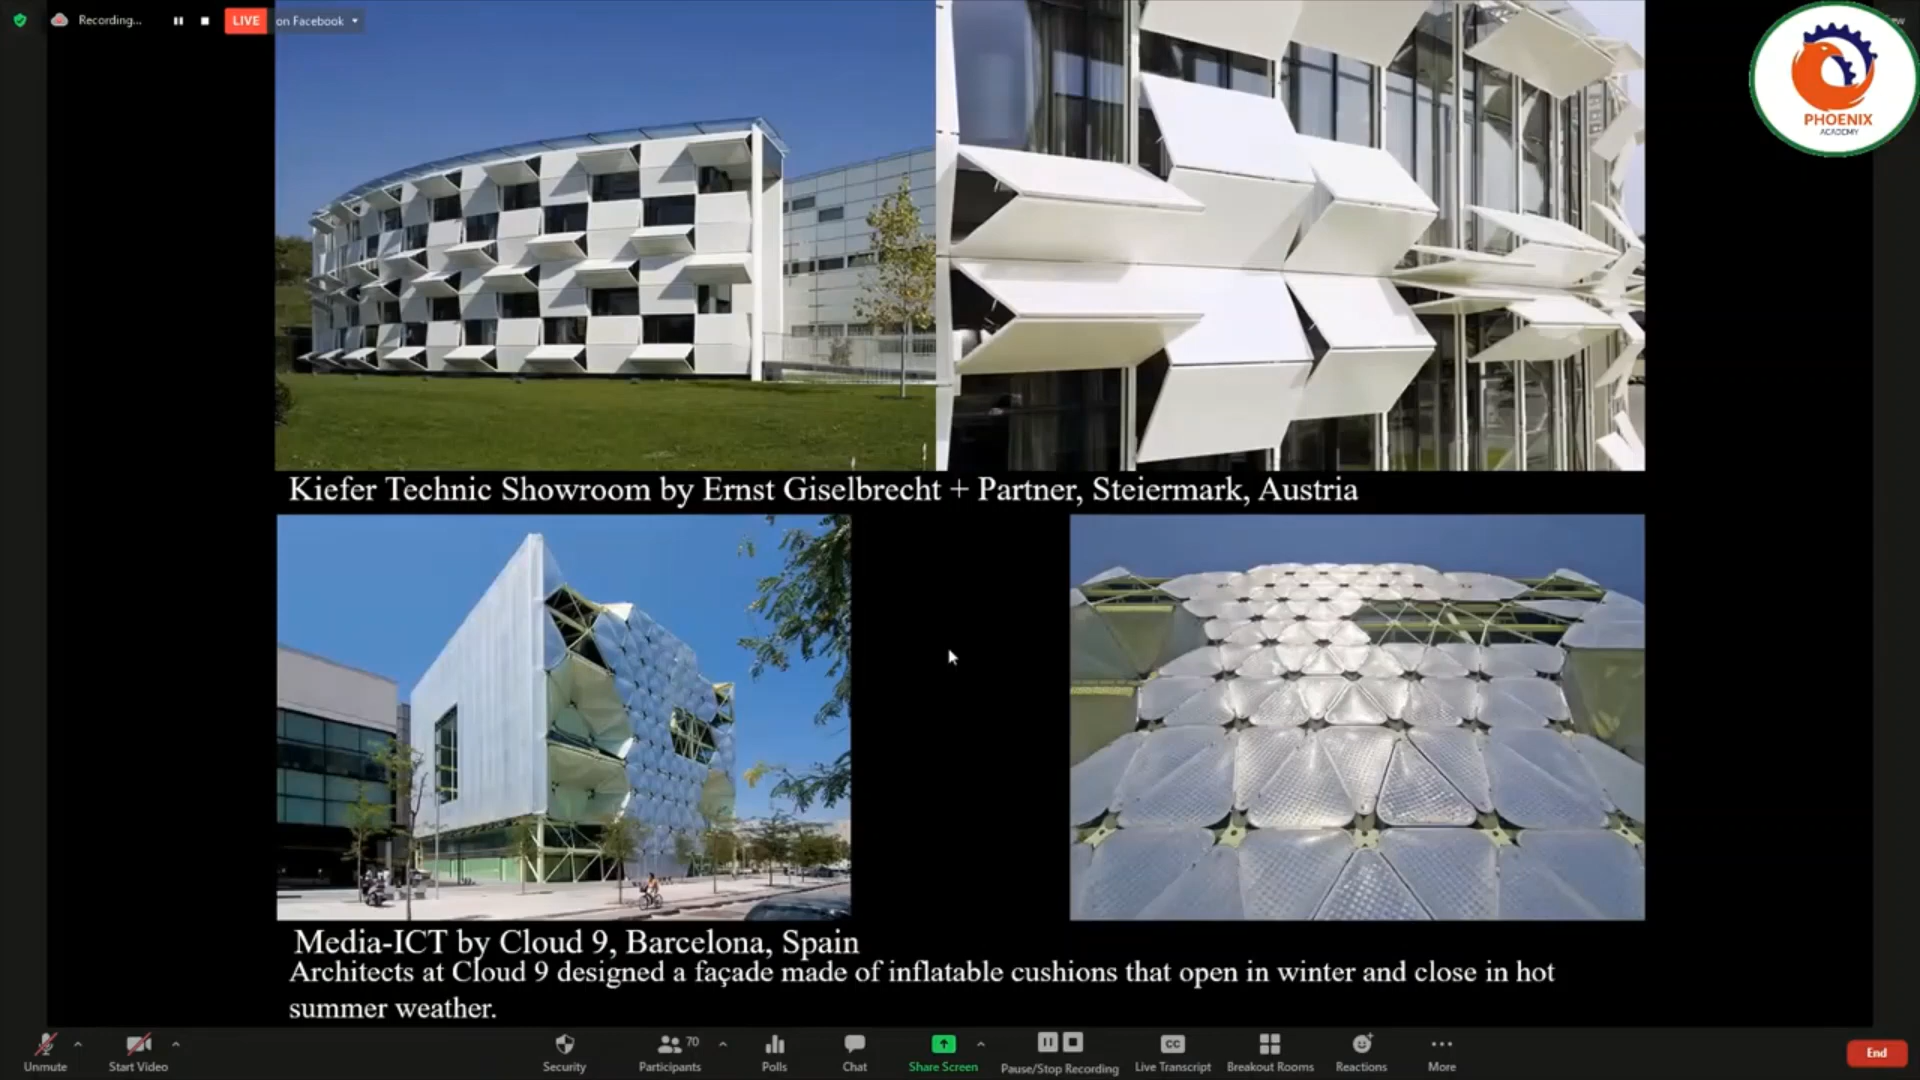 Recording...
LIVE
on Facebook
PHOENIX
ACADEMY
Kiefer Technic Showroom by Ernst Giselbrecht + Partner, Steiermark, Austria
Media-ICT by Cloud 9, Barcelona, Spain
Architects at Cloud 9 designed a façade made of inflatable cushions that open in winter and close in hot
summer weather.
Unmute
Start Video
Security
Participants
70
Polls
Chat
Share Screen
Pause/Stop Recording
CC
Live Transcript
Breakout Rooms
Reactions
More
End